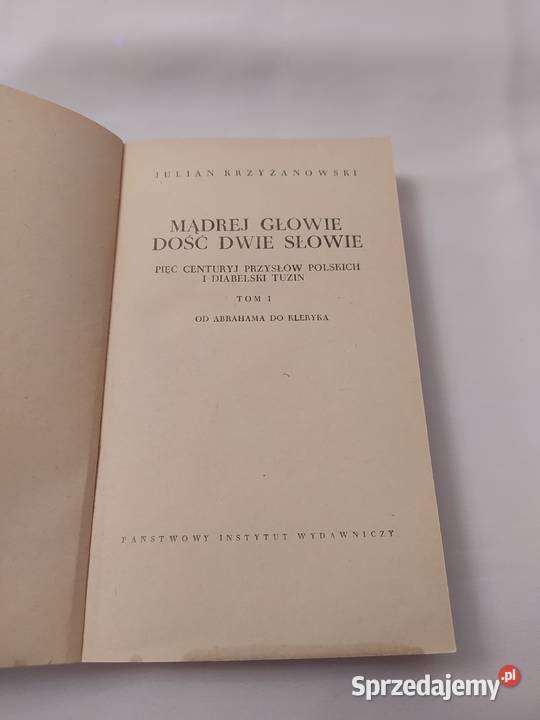 JULIAN KRZYŻANOWSKI
MĄDREJ GŁOWIE
DOŚĆ DWIE SŁOWIE
PIĘĆ CENTURYJ PRZYSŁÓW POLSKICH
I DIABELSKI TUZIN
TOM I
OD ABRAHAMA DO KLERYKA
PAŃSTWOWY INSTYTUT WYDAWNICZY
Sprzedajemy.pl